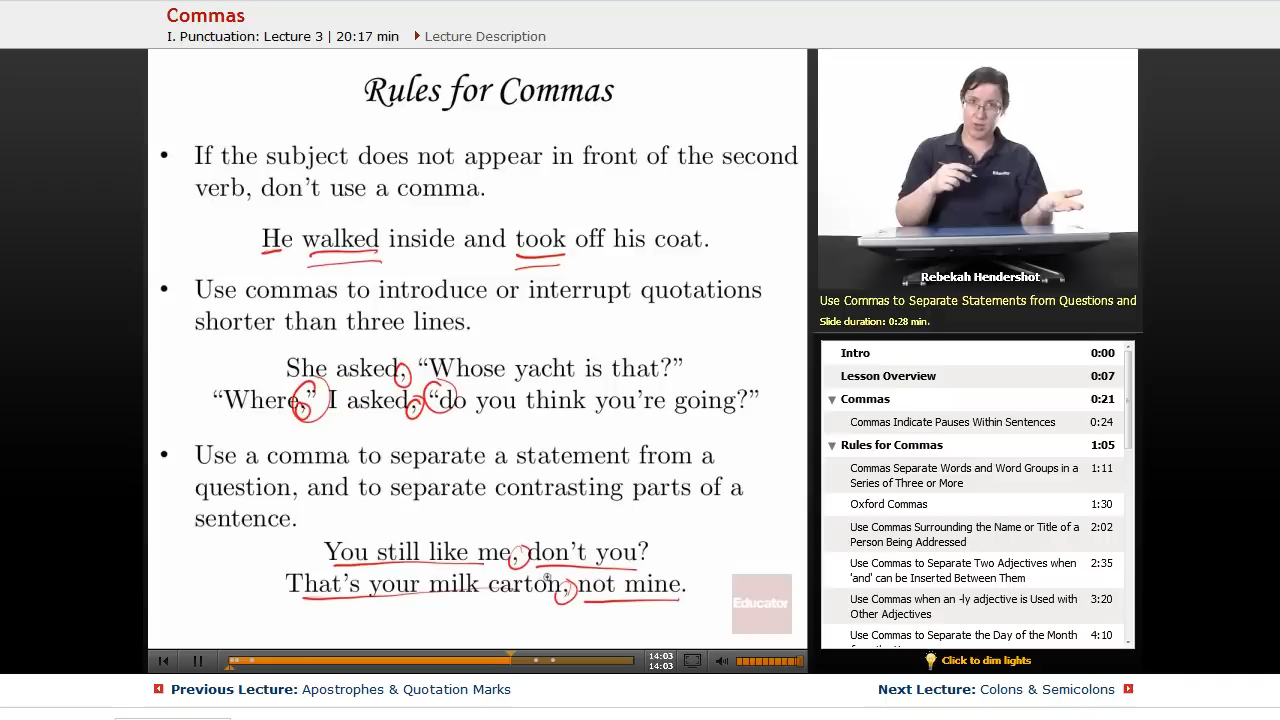 Commas
I. Punctuation: Lecture 3 | 20:17 min
Lecture Description
Rules for Commas
• If the subject does not appear in front of the second
verb, don't use a comma.
He walked inside and took off his coat.
• Use commas to introduce or interrupt quotations
shorter than three lines.
She asked, “Whose yacht is that?”
“Where,” I asked, “do you think you're going?”
• Use a comma to separate a statement from a
question, and to separate contrasting parts of a
sentence.
You still like me, don't you?
That's your milk carton, not mine.
Educator
Educator
Rebekah Hendershot
Use Commas to Separate Statements from Questions and
Slide duration: 0:28 min.
Intro 0:00
Lesson Overview 0:07
Commas 0:21
Commas Indicate Pauses Within Sentences 0:24
Rules for Commas 1:05
Commas Separate Words and Word Groups in a 1:11
Series of Three or More
Oxford Commas 1:30
Use Commas Surrounding the Name or Title of a 2:02
Person Being Addressed
Use Commas to Separate Two Adjectives when 2:35
'and' can be Inserted Between Them
Use Commas when an -ly adjective is Used with 3:20
Other Adjectives
Use Commas to Separate the Day of the Month 4:10
14:03
14:03
Click to dim lights
Previous Lecture: Apostrophes & Quotation Marks
Next Lecture: Colons & Semicolons